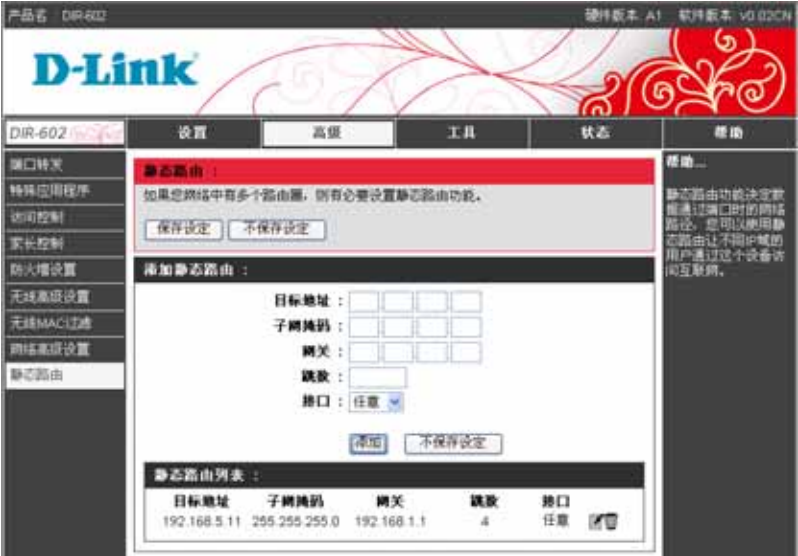 产品名 DIR-602 硬件版本 A1 软件版本 v0.02CN
D-Link
DIR-602 设置 高级 工具 状态 帮助
端口转发
特殊应用程序
访问控制
家长控制
防火墙设置
无线高级设置
无线MAC过滤
网络高级设置
静态路由
静态路由 :
如果您网络中有多个路由器, 则有必要设置静态路由功能。
保存设定 不保存设定
添加静态路由 :
目标地址 :
子网掩码 :
网关 :
跳数 :
接口 : 任意
添加 不保存设定
静态路由列表 :
目标地址 子网掩码 网关 跳数 接口
192.168.5.11 255.255.255.0 192.168.1.1 4 任意
帮助...
静态路由功能决定数
据通过端口时的网络
路径。您可以使用静
态路由让不同IP域的
用户通过这个设备访
问互联网。